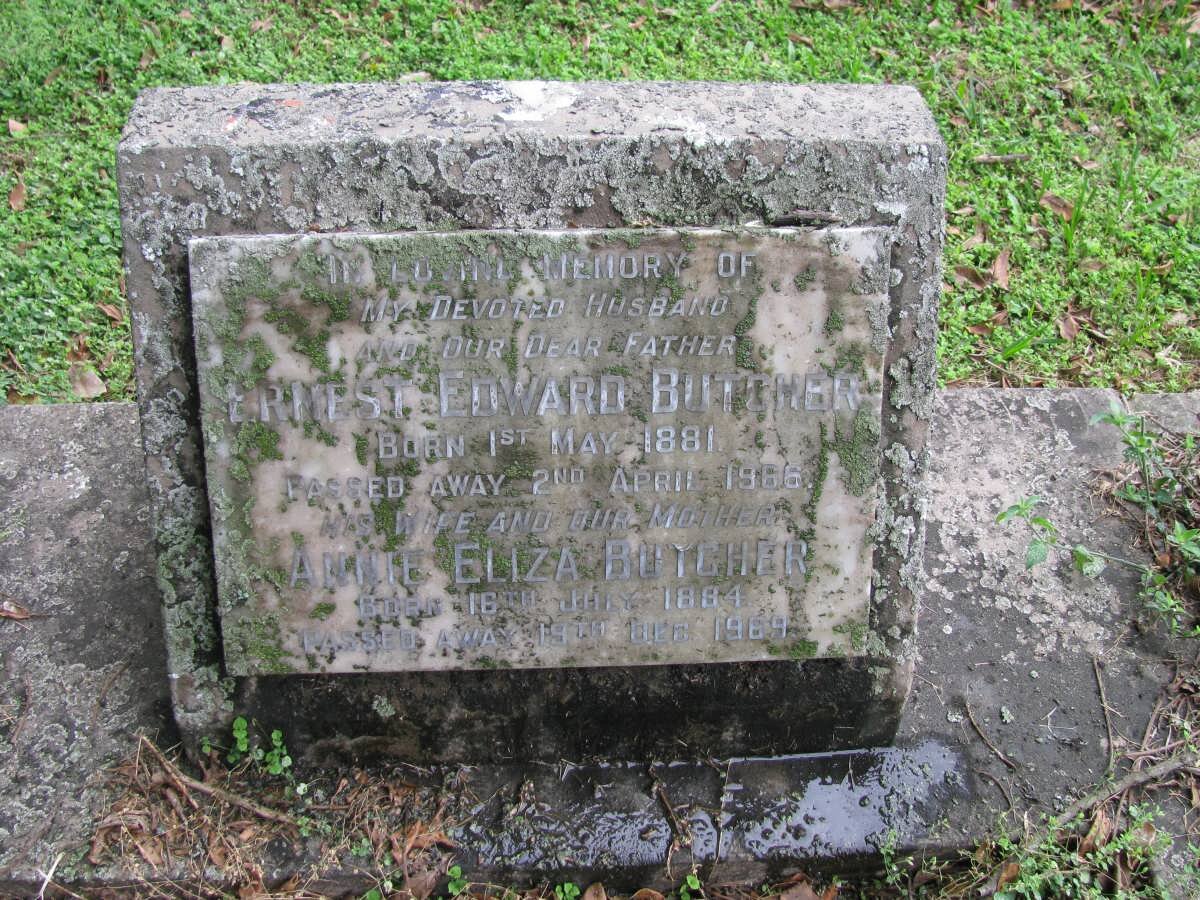 IN LOVING MEMORY OF
MY DEVOTED HUSBAND
AND OUR DEAR FATHER
ERNEST EDWARD BUTCHER
BORN 1ST MAY 1881.
PASSED AWAY 2ND APRIL 1966.
HIS WIFE AND OUR MOTHER
ANNIE ELIZA BUTCHER
BORN 16TH JULY 1884
PASSED AWAY 19TH DEC 1969